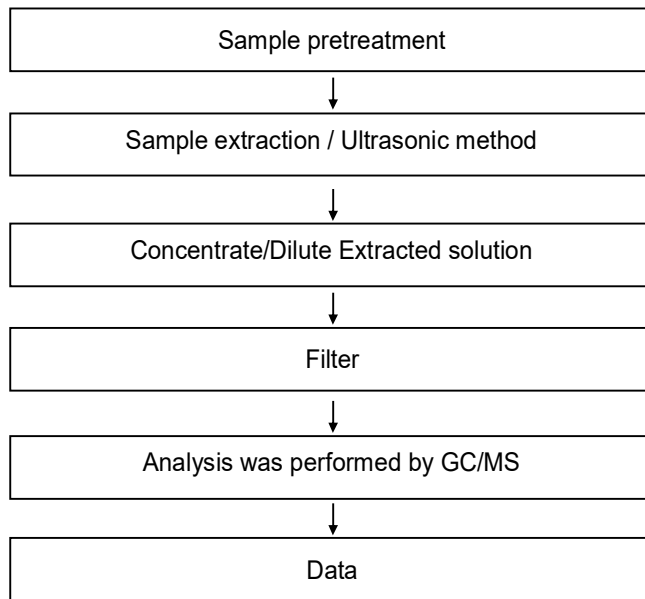 Sample pretreatment
Sample extraction / Ultrasonic method
Concentrate/Dilute Extracted solution
Filter
Analysis was performed by GC/MS
Data